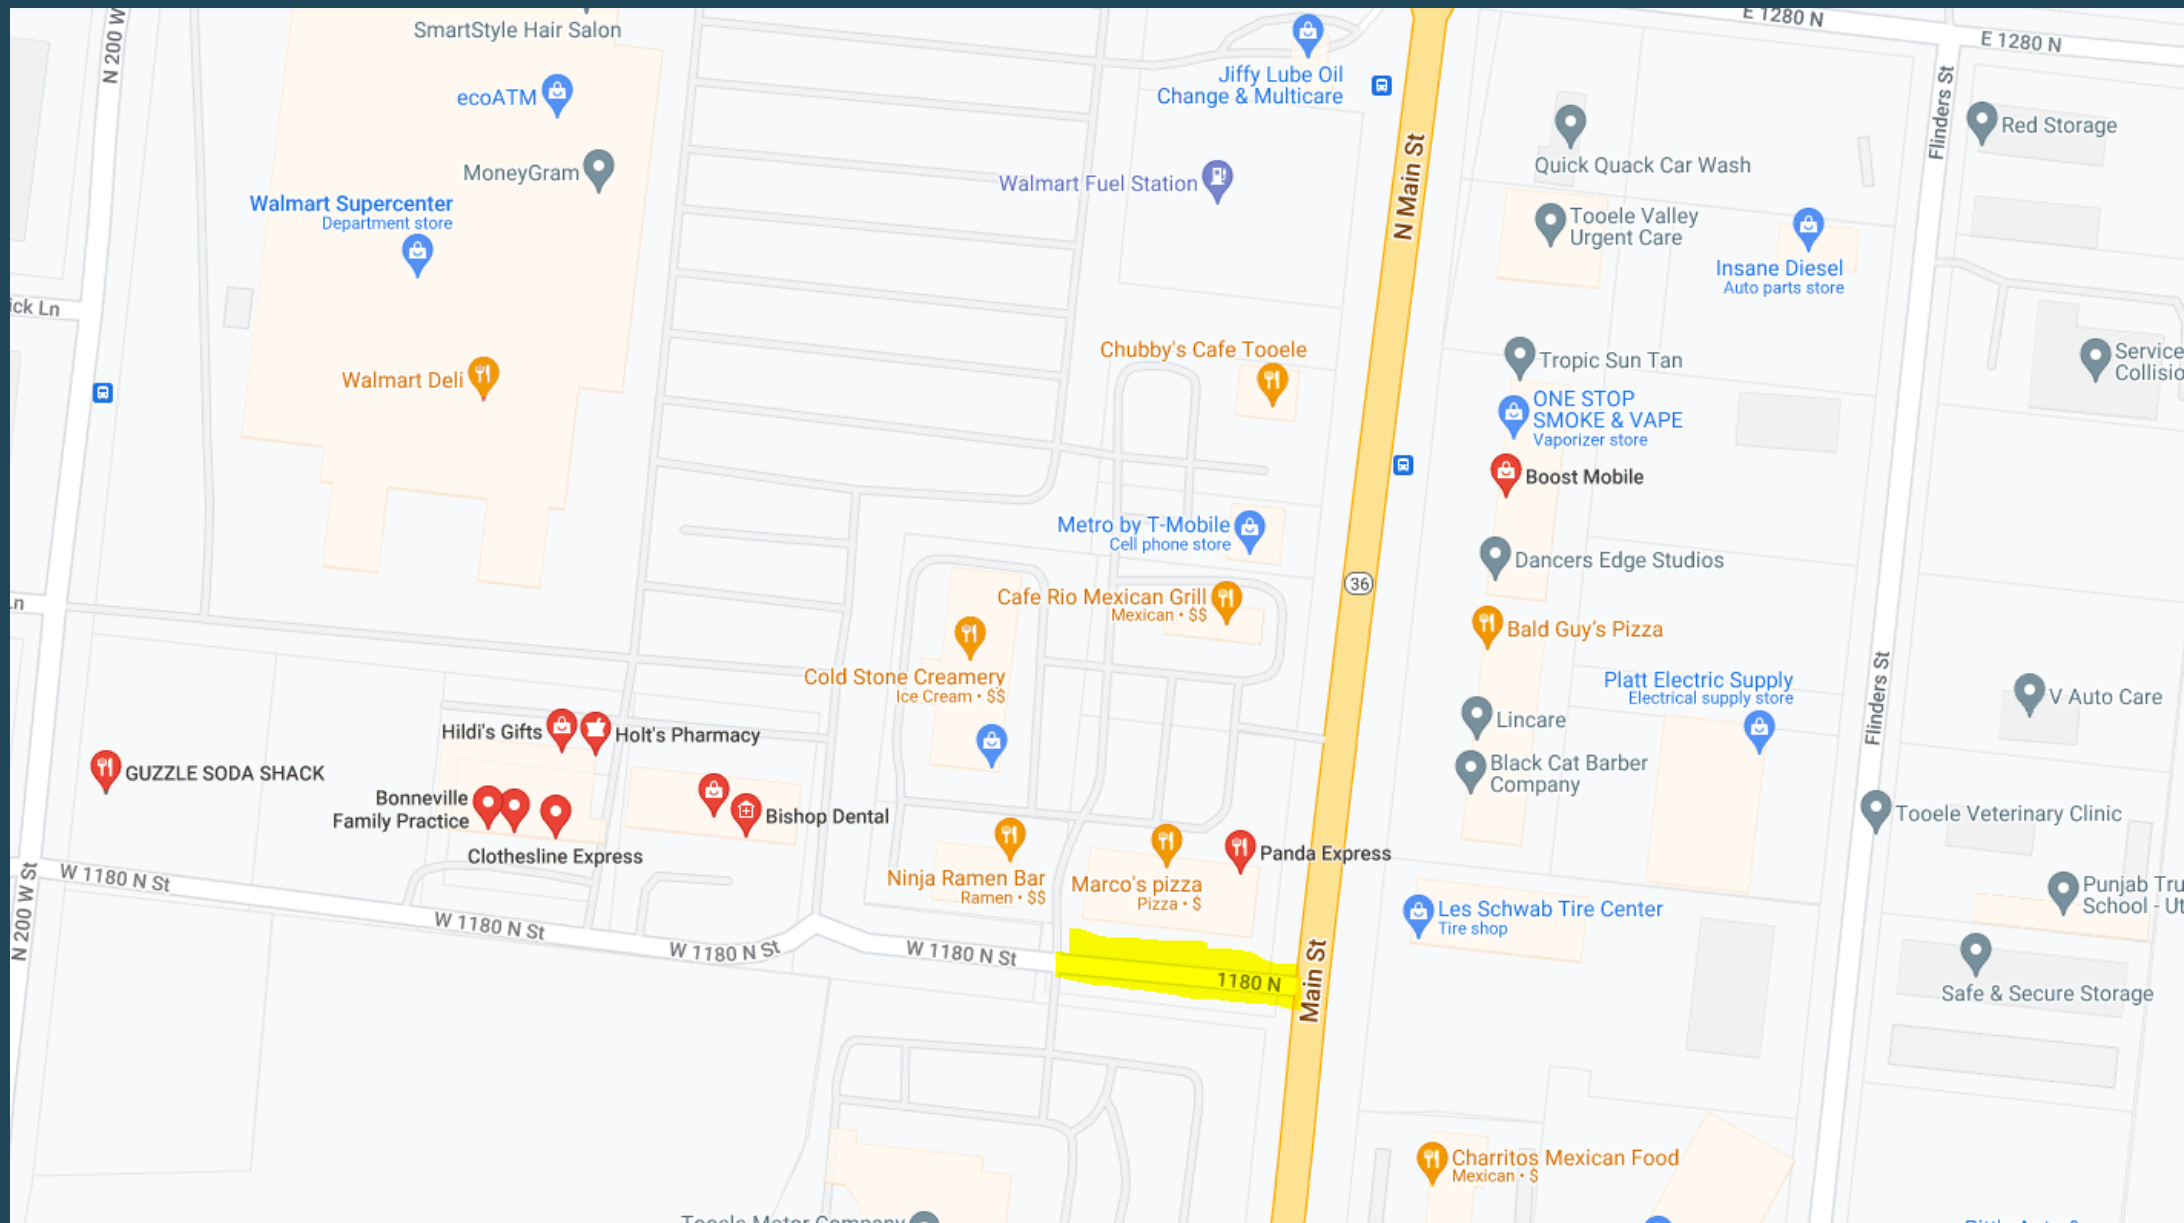 E 1280 N
E 1280 N
N 200 W
SmartStyle Hair Salon
ecoATM
Jiffy Lube Oil
Change & Multicare
Flinders St
Red Storage
N Main St
Quick Quack Car Wash
MoneyGram
Walmart Fuel Station
Walmart Supercenter
Department store
Tooele Valley
Urgent Care
Insane Diesel
Auto parts store
ick Ln
Chubby's Cafe Tooele
Tropic Sun Tan
Service
Collisio
Walmart Deli
ONE STOP
SMOKE & VAPE
Vaporizer store
Boost Mobile
Metro by T-Mobile
Cell phone store
Dancers Edge Studios
36
Ln
Cafe Rio Mexican Grill
Mexican • $$
Bald Guy's Pizza
Cold Stone Creamery
Ice Cream • $$
Platt Electric Supply
Electrical supply store
Flinders St
V Auto Care
Lincare
Hildi's Gifts
Holt's Pharmacy
GUZZLE SODA SHACK
Black Cat Barber
Company
Bonneville
Family Practice
Bishop Dental
Tooele Veterinary Clinic
Clothesline Express
Panda Express
Ninja Ramen Bar
Ramen • $$
Marco's pizza
Pizza • $
W 1180 N St
N 200 W St
Punjab Tru
School - Ut
Les Schwab Tire Center
Tire shop
W 1180 N St
W 1180 N St
W 1180 N St
1180 N
Main St
Safe & Secure Storage
Charritos Mexican Food
Mexican • $
Tooele Motor Company